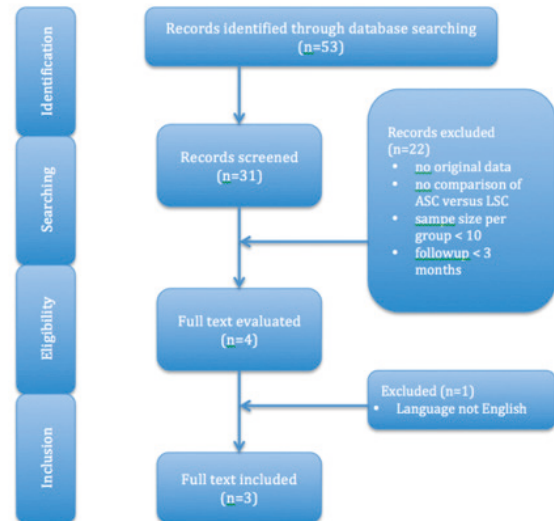 Identification
Records identified through database searching
(n=53)
Searching
Records screened
(n=31)
Records excluded
(n=22)
• no original data
• no comparison of
ASC versus LSC
• sampe size per
group < 10
• followup < 3
months
Eligibility
Full text evaluated
(n=4)
Excluded (n=1)
• Language not English
Inclusion
Full text included
(n=3)